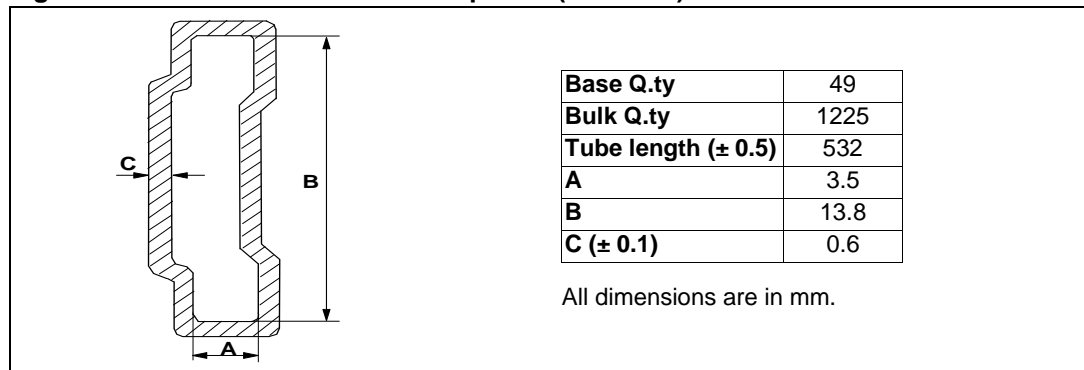 C
B
A
Base Q.ty 49
Bulk Q.ty 1225
Tube length (± 0.5) 532
A 3.5
B 13.8
C (± 0.1) 0.6
All dimensions are in mm.